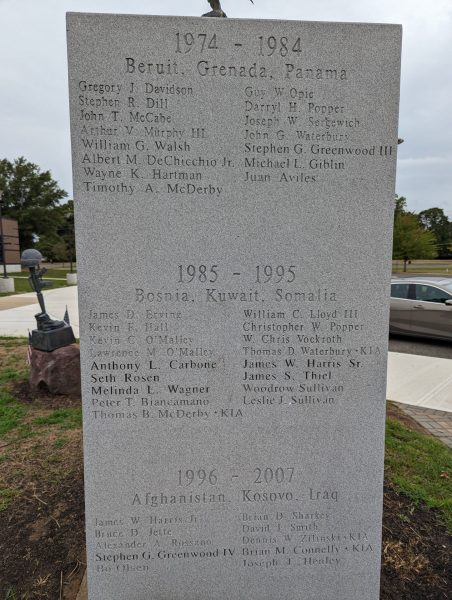 1974 - 1984
Beruit, Grenada, Panama
Gregory J. Davidson
Stephen R. Dill
John T. McCabe
Arthur V. Murphy III
William G. Walsh
Albert M. DeChicchio Jr.
Wayne K. Hartman
Timothy A. McDerby
Guy W. Opie
Darryl H. Popper
Joseph W. Serkewich
John G. Waterbury
Stephen G. Greenwood III
Michael L. Giblin
Juan Aviles
1985 - 1995
Bosnia, Kuwait, Somalia
James D. Erving
Kevin F. Hall
Kevin C. O'Malley
Lawrence M. O'Malley
Anthony L. Carbone
Seth Rosen
Melinda L. Wagner
Peter T. Biancamano
Thomas B. McDerby • KIA
William C. Lloyd III
Christopher W. Popper
W. Chris Vockroth
Thomas D. Waterbury • KIA
James W. Harris Sr.
James S. Thiel
Woodrow Sullivan
Leslie J. Sullivan
1996 - 2007
Afghanistan, Kosovo, Iraq
James W. Harris Jr.
Bruce D. Jette
Alexander A. Rossano
Stephen G. Greenwood IV
Bo Olsen
Brian D. Sharkey
David J. Smith
Dennis W. Zilinski • KIA
Brian M. Connelly • KIA
Joseph J. Henley